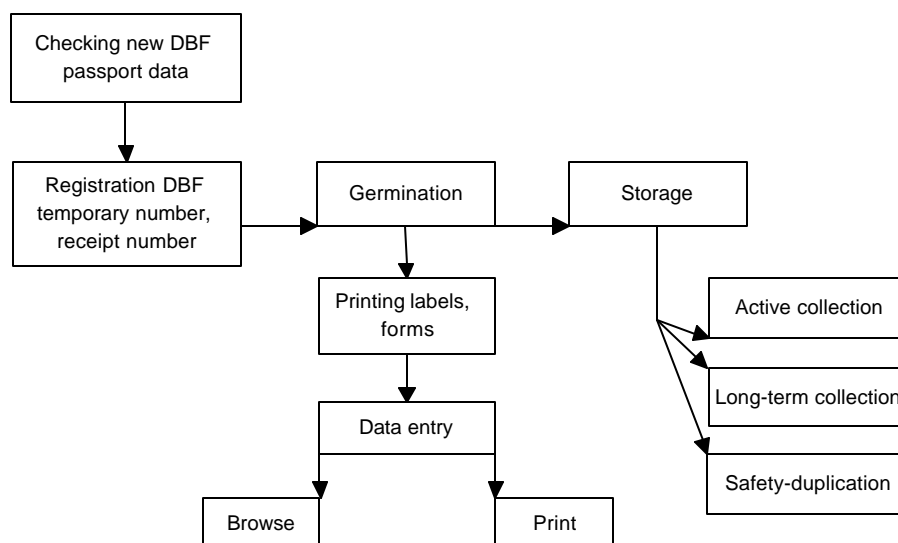 Checking new DBF
passport data
Registration DBF
temporary number,
receipt number
Germination
Storage
Printing labels,
forms
Active collection
Long-term collection
Data entry
Safety-duplication
Browse
Print